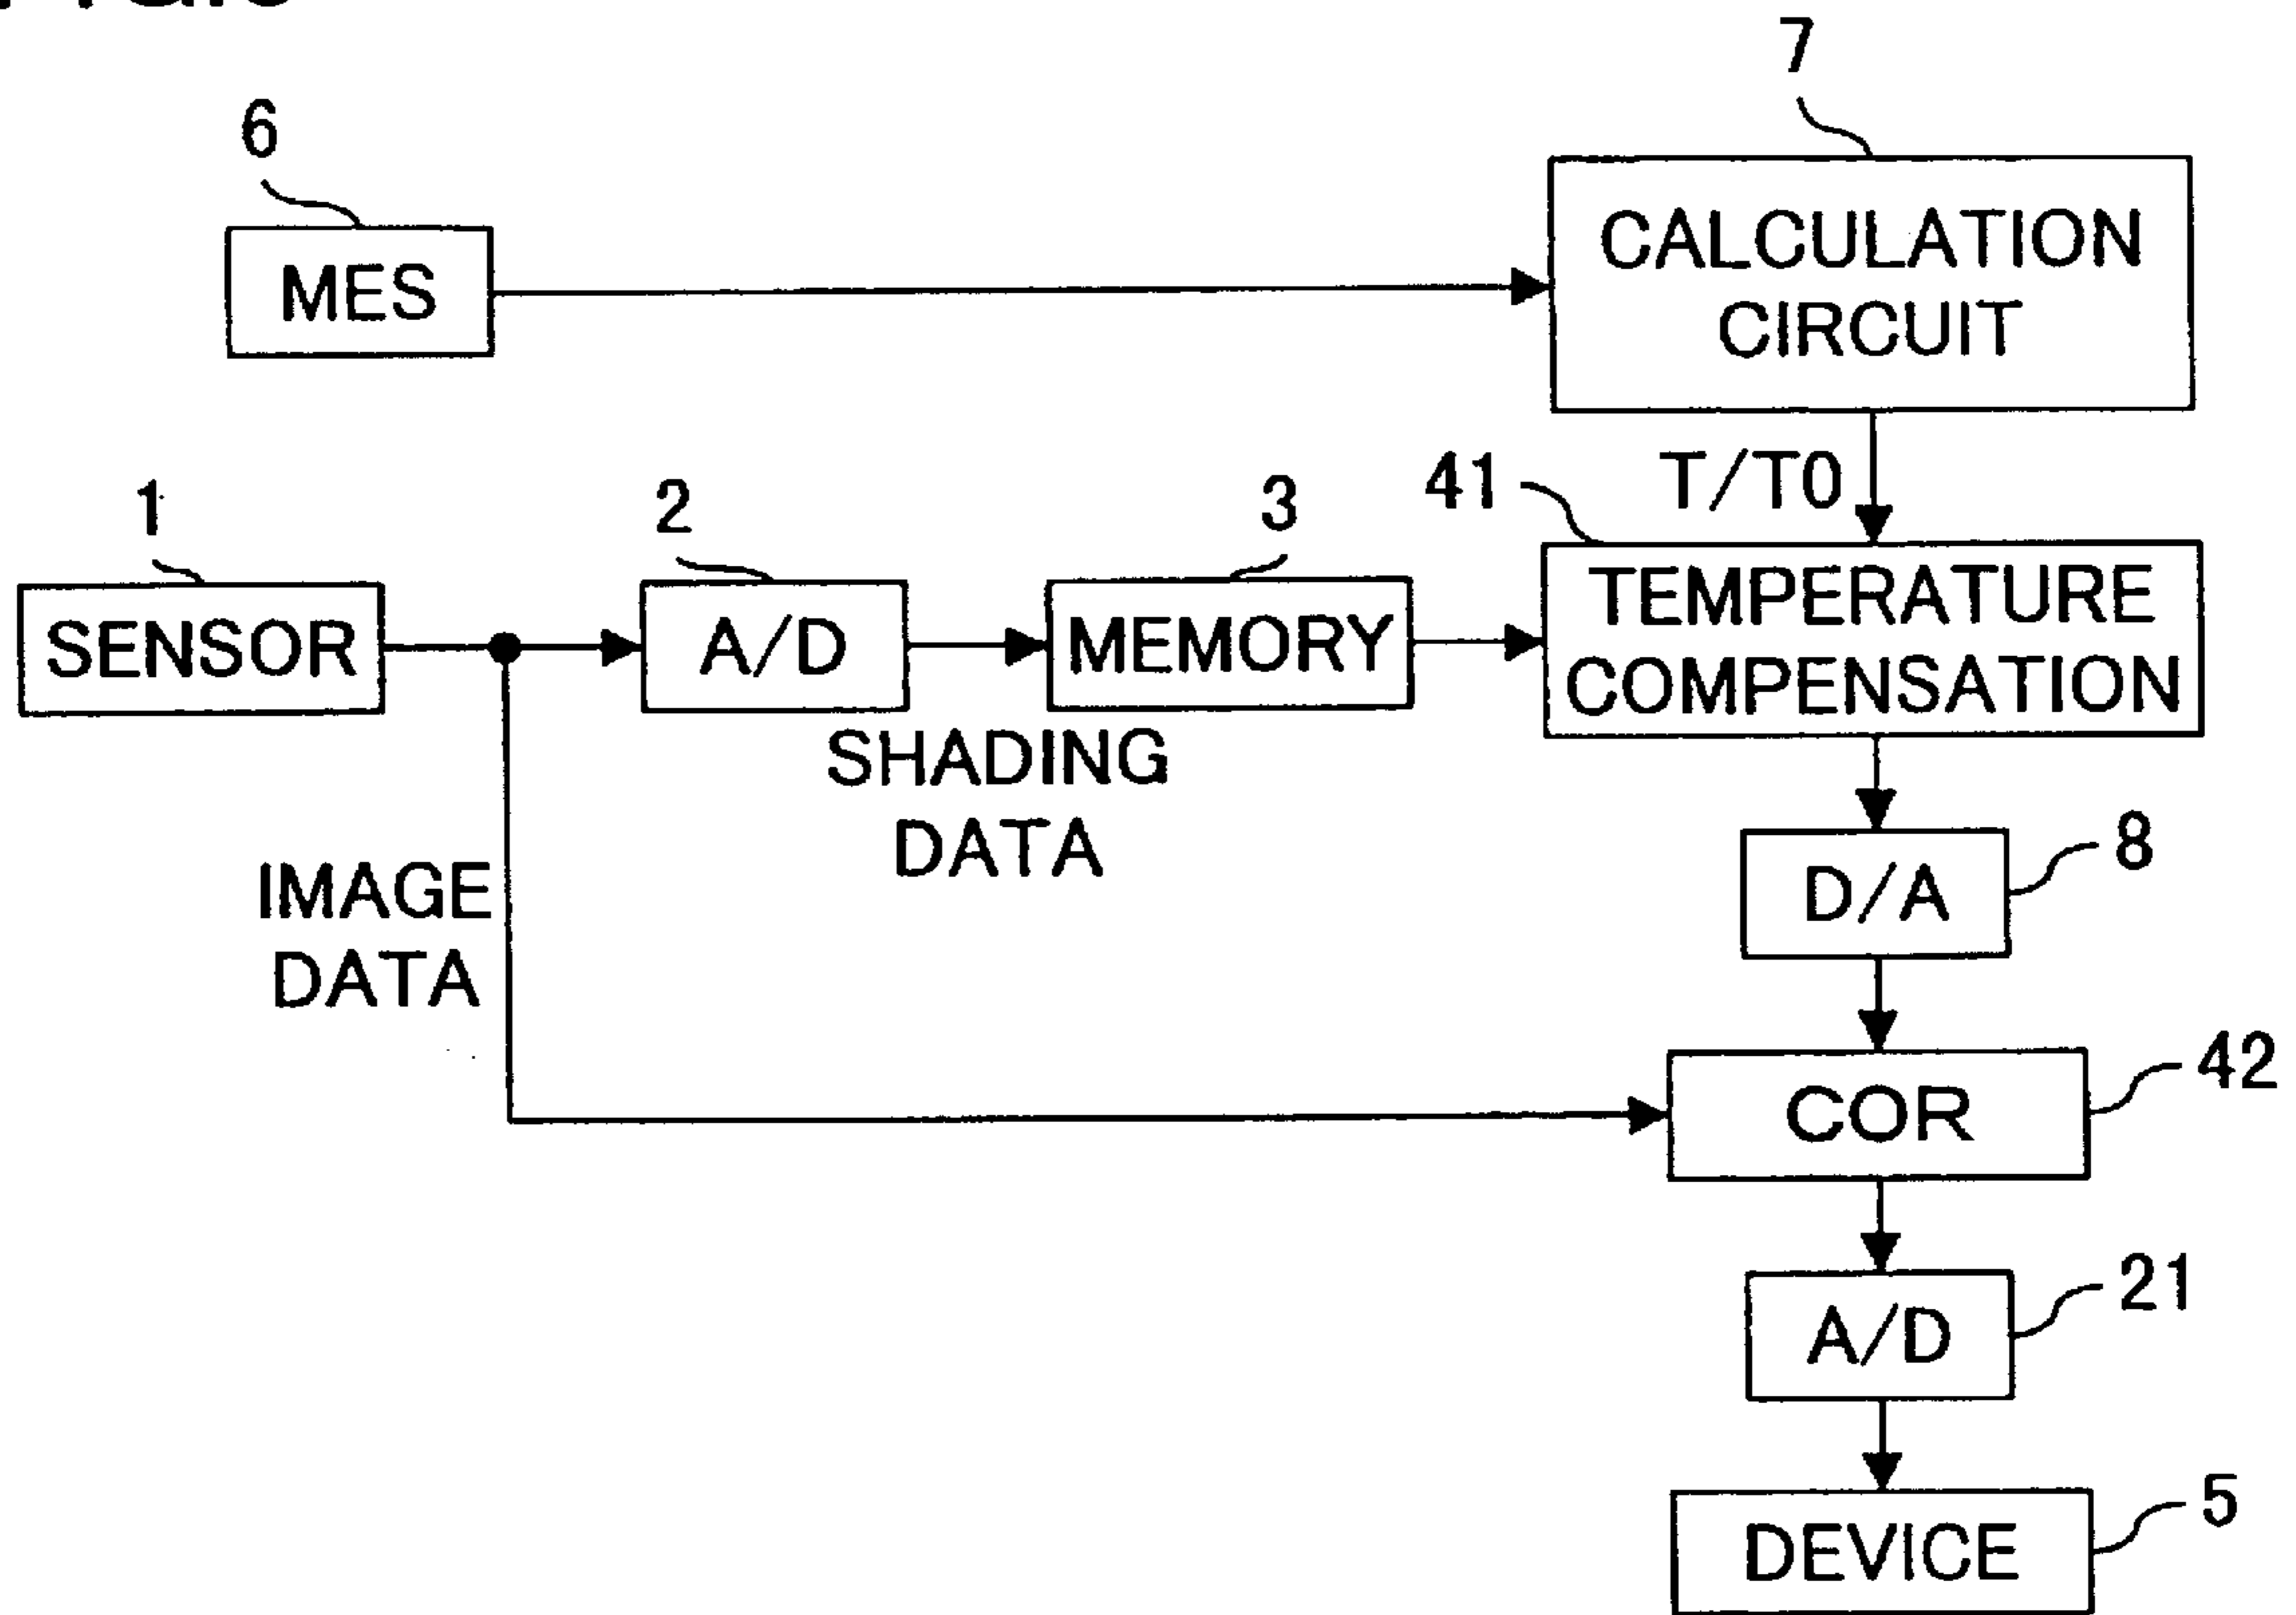 7
6
CALCULATION
CIRCUIT
MES
41
T/T0
1
2
3
TEMPERATURE
COMPENSATION
SENSOR
A/D
MEMORY
SHADING
DATA
8
D/A
IMAGE
DATA
42
COR
21
A/D
5
DEVICE